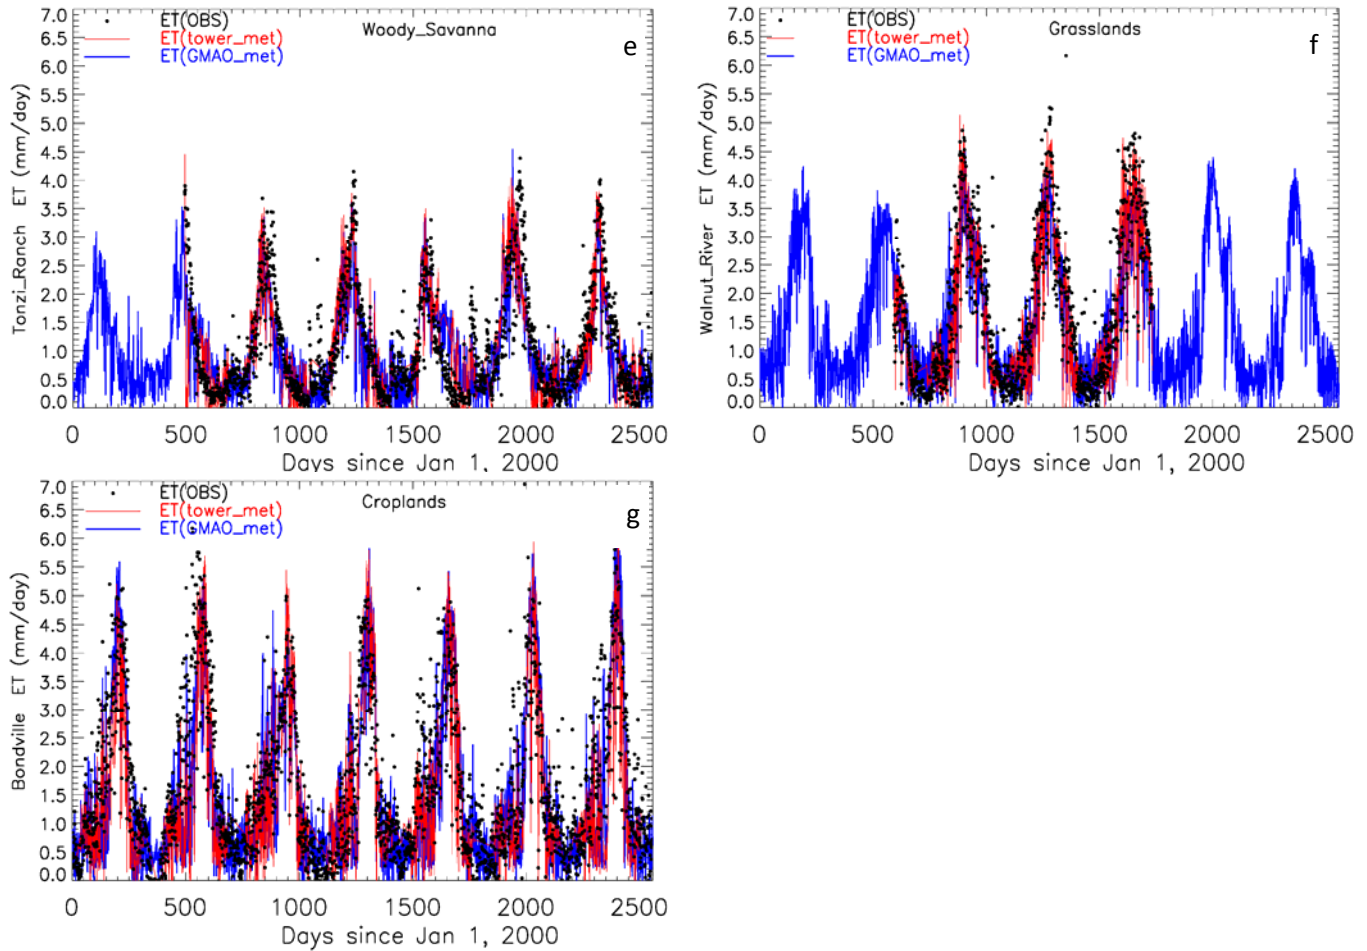 7.0
6.5
6.0
5.5
5.0
4.5
4.0
3.5
3.0
2.5
2.0
1.5
1.0
0.5
0.0
Tonzi_Ranch ET (mm/day)
ET(OBS)
ET(tower_met)
ET(GMAO_met)
Woody_Savanna
e
0 500 1000 1500 2000 2500
Days since Jan 1, 2000
7.0
6.5
6.0
5.5
5.0
4.5
4.0
3.5
3.0
2.5
2.0
1.5
1.0
0.5
0.0
Walnut_River ET (mm/day)
ET(OBS)
ET(tower_met)
ET(GMAO_met)
Grasslands
f
0 500 1000 1500 2000 2500
Days since Jan 1, 2000
7.0
6.5
6.0
5.5
5.0
4.5
4.0
3.5
3.0
2.5
2.0
1.5
1.0
0.5
0.0
Bondville ET (mm/day)
ET(OBS)
ET(tower_met)
ET(GMAO_met)
Croplands
g
0 500 1000 1500 2000 2500
Days since Jan 1, 2000